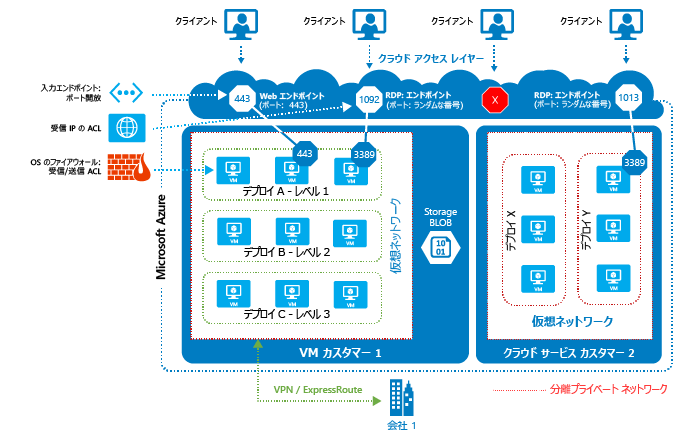 クライアント
クライアント
クライアント
クライアント
クラウド アクセス レイヤー
入力エンドポイント:
ポート開放
443
Web エンドポイント
(ポート: 443)
1092
RDP: エンドポイント
(ポート: ランダムな番号)
X
RDP: エンドポイント
(ポート: ランダムな番号)
1013
受信 IP の ACL
OS のファイアウォール:
受信/送信 ACL
443
3389
3389
VM
VM
VM
デプロイ A - レベル 1
VM
VM
VM
デプロイ B - レベル 2
VM
VM
VM
デプロイ C - レベル 3
仮想ネットワーク
Storage
BLOB
10
01
デプロイ X
VM
VM
VM
デプロイ Y
VM
VM
VM
仮想ネットワーク
Microsoft Azure
VM カスタマー 1
クラウド サービス カスタマー 2
VPN / ExpressRoute
分離プライベート ネットワーク
会社 1